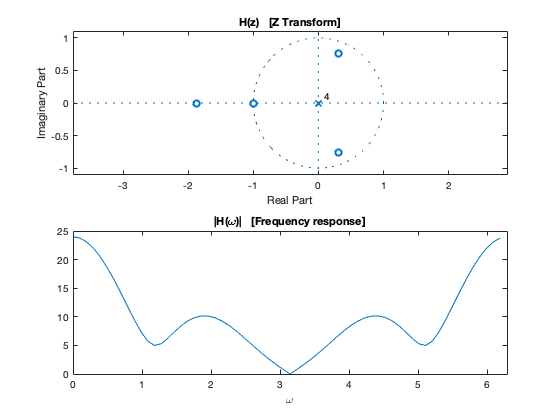 H(z) [Z Transform]
1
0.5
0
-0.5
-1
Imaginary Part
4
-3 -2 -1 0 1 2
Real Part
|H(ω)| [Frequency response]
25
20
15
10
5
0
0 1 2 3 4 5 6
ω